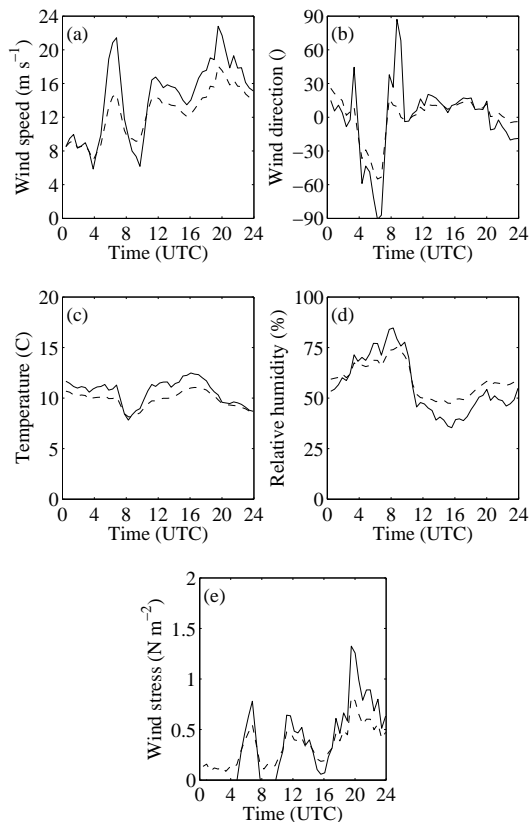 (a)
Wind speed (m s−1)
24
20
16
12
8
4
0
0 4 8 12 16 20 24
Time (UTC)
(b)
Wind direction ()
90
60
30
0
−30
−60
−90
0 4 8 12 16 20 24
Time (UTC)
(c)
Temperature (C)
20
15
10
5
0
0 4 8 12 16 20 24
Time (UTC)
(d)
Relative humidity (%)
100
75
50
25
0
0 4 8 12 16 20 24
Time (UTC)
(e)
Wind stress (N m−2)
2
1.5
1
0.5
0
0 4 8 12 16 20 24
Time (UTC)